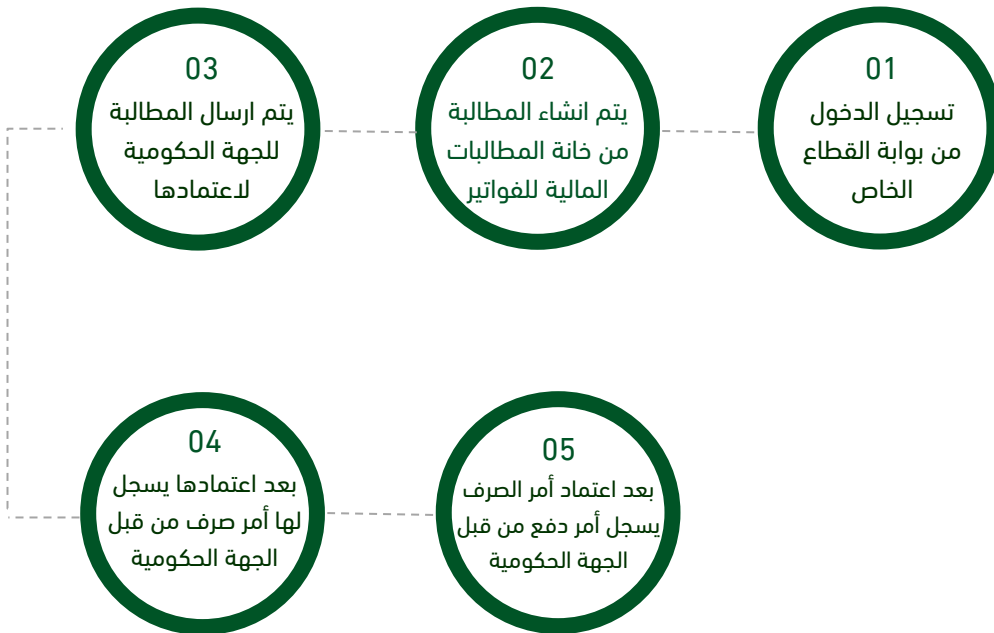 01
تسجيل الدخول
من بوابة القطاع
الخاص
02
يتم انشاء المطالبة
من خانة المطالبات
المالية للفواتير
03
يتم ارسال المطالبة
للجهة الحكومية
لاعتمادها
04
بعد اعتمادها يسجل
لها أمر صرف من قبل
الجهة الحكومية
05
بعد اعتماد أمر الصرف
يسجل أمر دفع من قبل
الجهة الحكومية